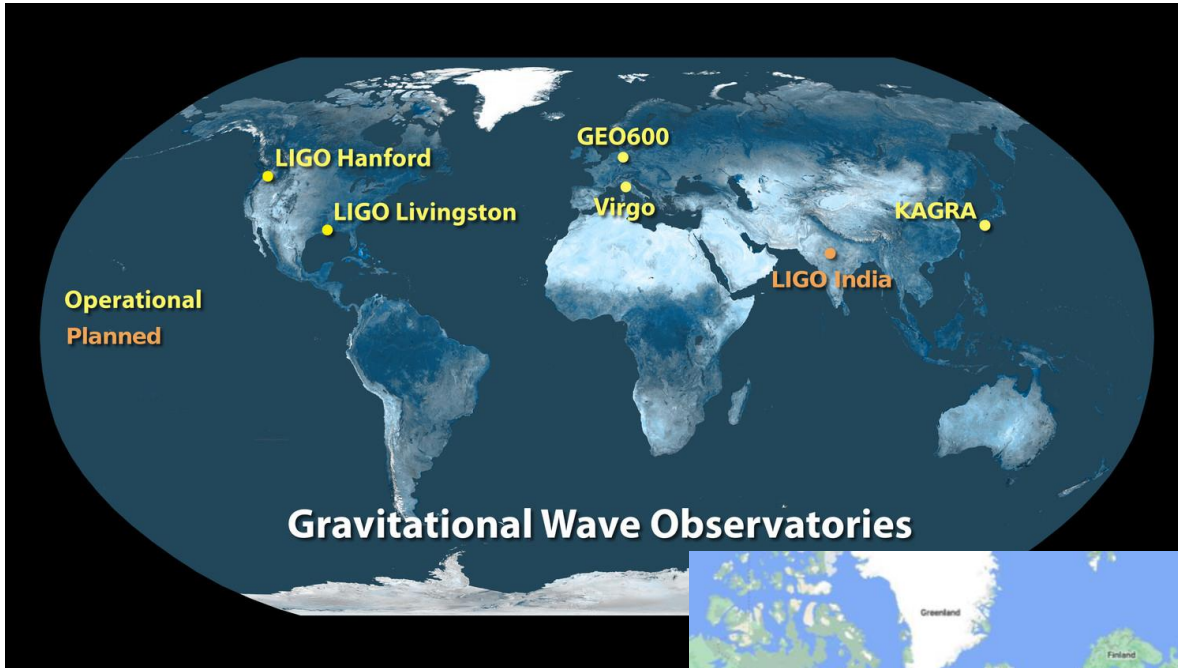 GEO600
LIGO Hanford
LIGO Livingston
Virgo
KAGRA
LIGO India
Operational
Planned
Gravitational Wave Observatories
Greenland
Finland